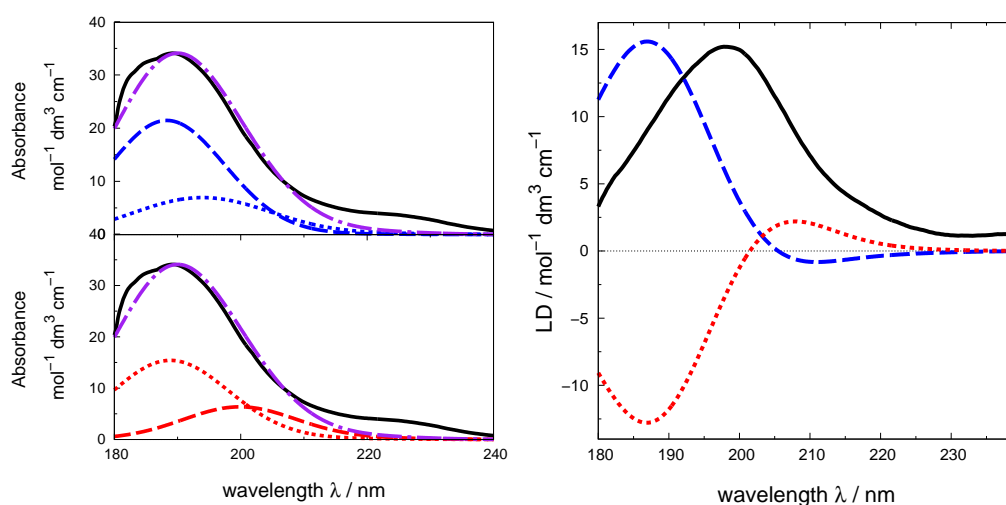 40
30
20
10
0
Absorbance
mol⁻¹ dm³ cm⁻¹
40
30
20
10
0
Absorbance
mol⁻¹ dm³ cm⁻¹
180 200 220 240
wavelength λ / nm
15
10
5
0
−5
−10
LD / mol⁻¹ dm³ cm⁻¹
180 190 200 210 220 230
wavelength λ / nm